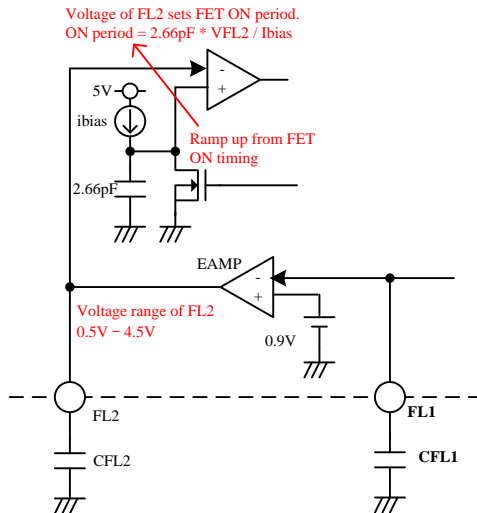 Voltage of FL2 sets FET ON period.
ON period = 2.66pF * VFL2 / Ibias
-
+
5V
ibias
Ramp up from FET
ON timing
2.66pF
EAMP
-
+
Voltage range of FL2
0.5V – 4.5V
0.9V
FL2
FL1
CFL2
CFL1